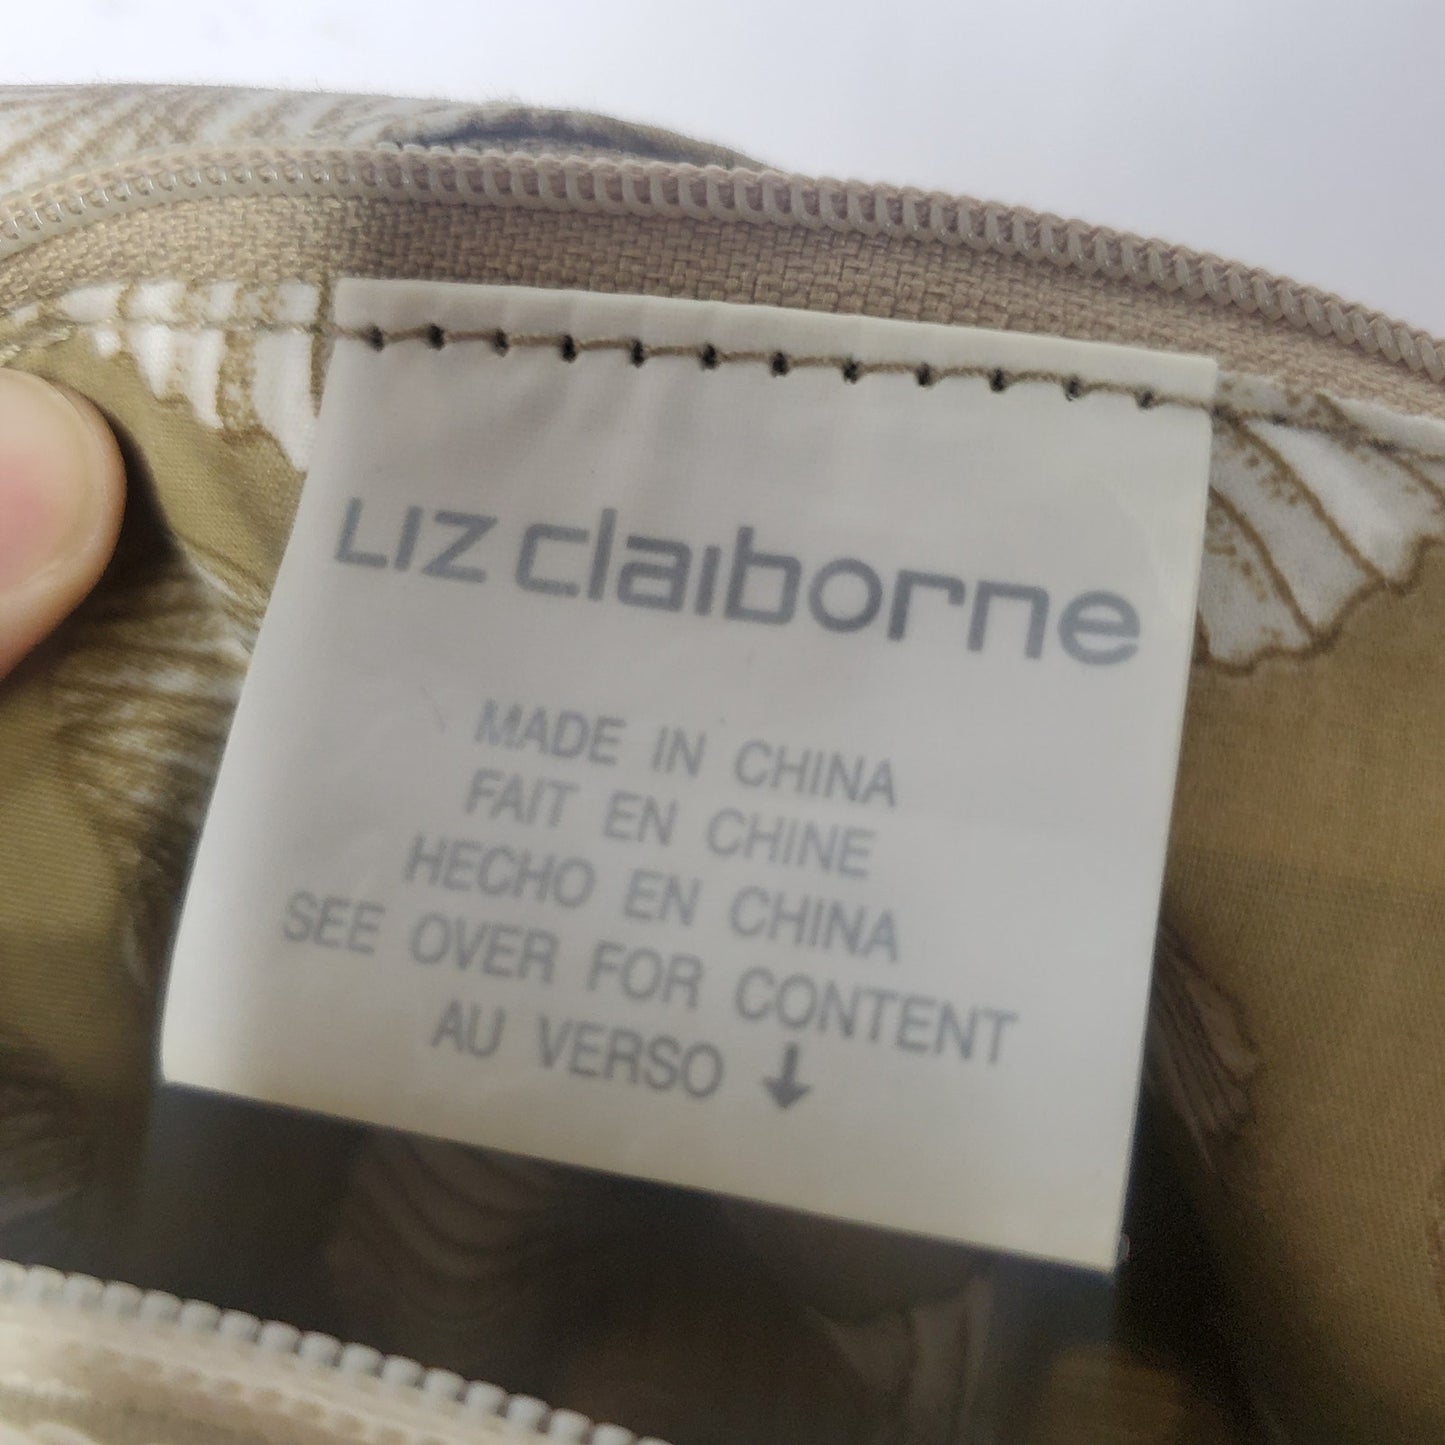 Liz claiborne
MADE IN CHINA
FAIT EN CHINE
HECHO EN CHINA
SEE OVER FOR CONTENT
AU VERSO ↓